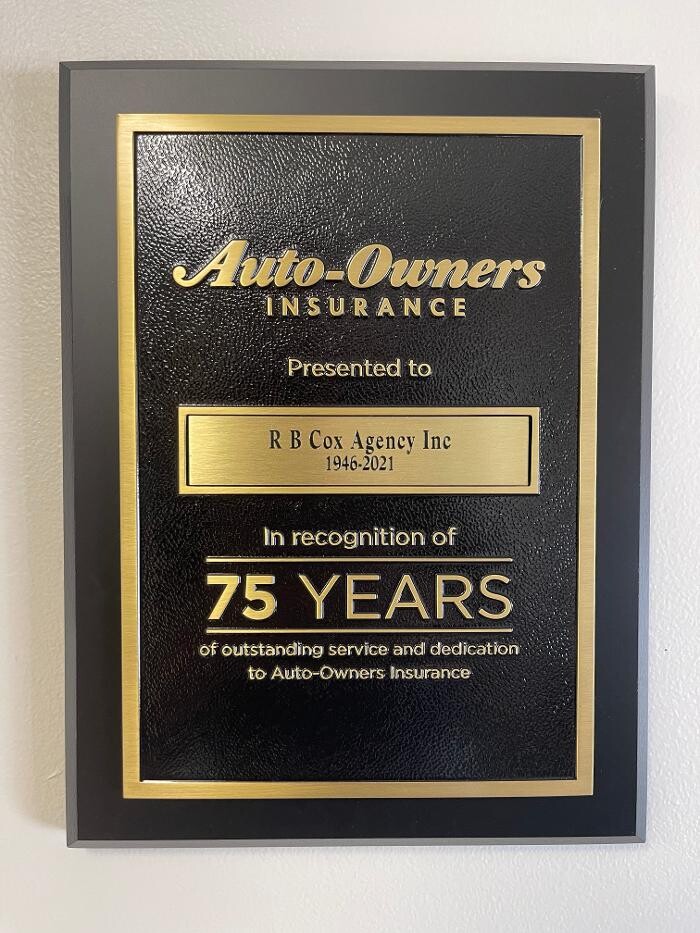 Auto-Owners
INSURANCE
Presented to
R B Cox Agency Inc
1946-2021
In recognition of
75 YEARS
of outstanding service and dedication
to Auto-Owners Insurance